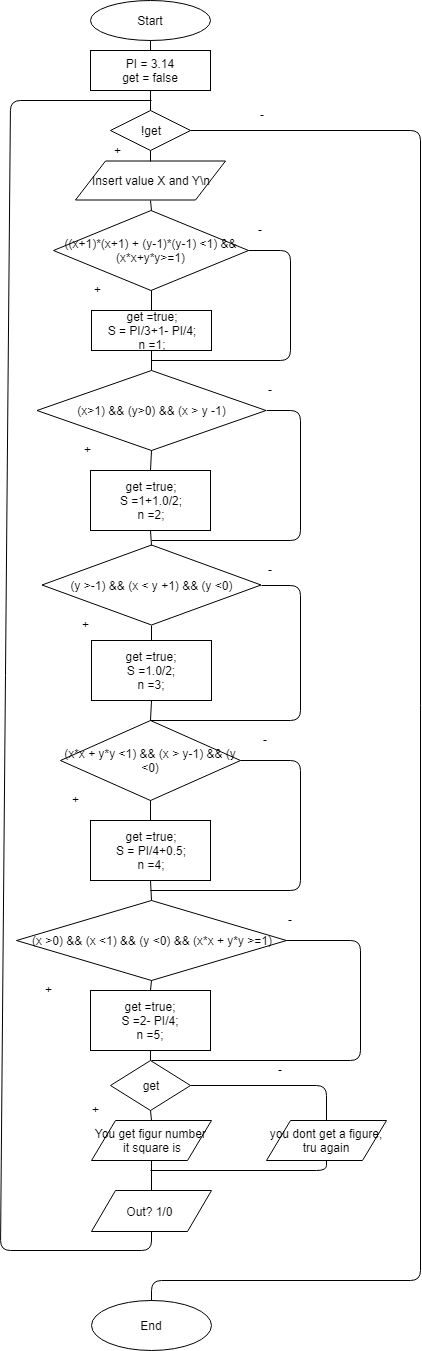 Start
PI = 3.14
get = false
-
!get
+
Insert value X and Y\n
-
((x+1)*(x+1) + (y-1)*(y-1) <1) &&
(x*x+y*y>=1)
+
get =true;
S = PI/3+1- PI/4;
n =1;
-
(x>1) && (y>0) && (x > y -1)
+
get =true;
S =1+1.0/2;
n =2;
-
(y >-1) && (x < y +1) && (y <0)
+
get =true;
S =1.0/2;
n =3;
-
(x*x + y*y <1) && (x > y-1) && (y
<0)
+
get =true;
S = PI/4+0.5;
n =4;
-
(x >0) && (x <1) && (y <0) && (x*x + y*y >=1)
+
get =true;
S =2- PI/4;
n =5;
-
get
+
You get figur number
it square is
you dont get a figure,
tru again
Out? 1/0
End